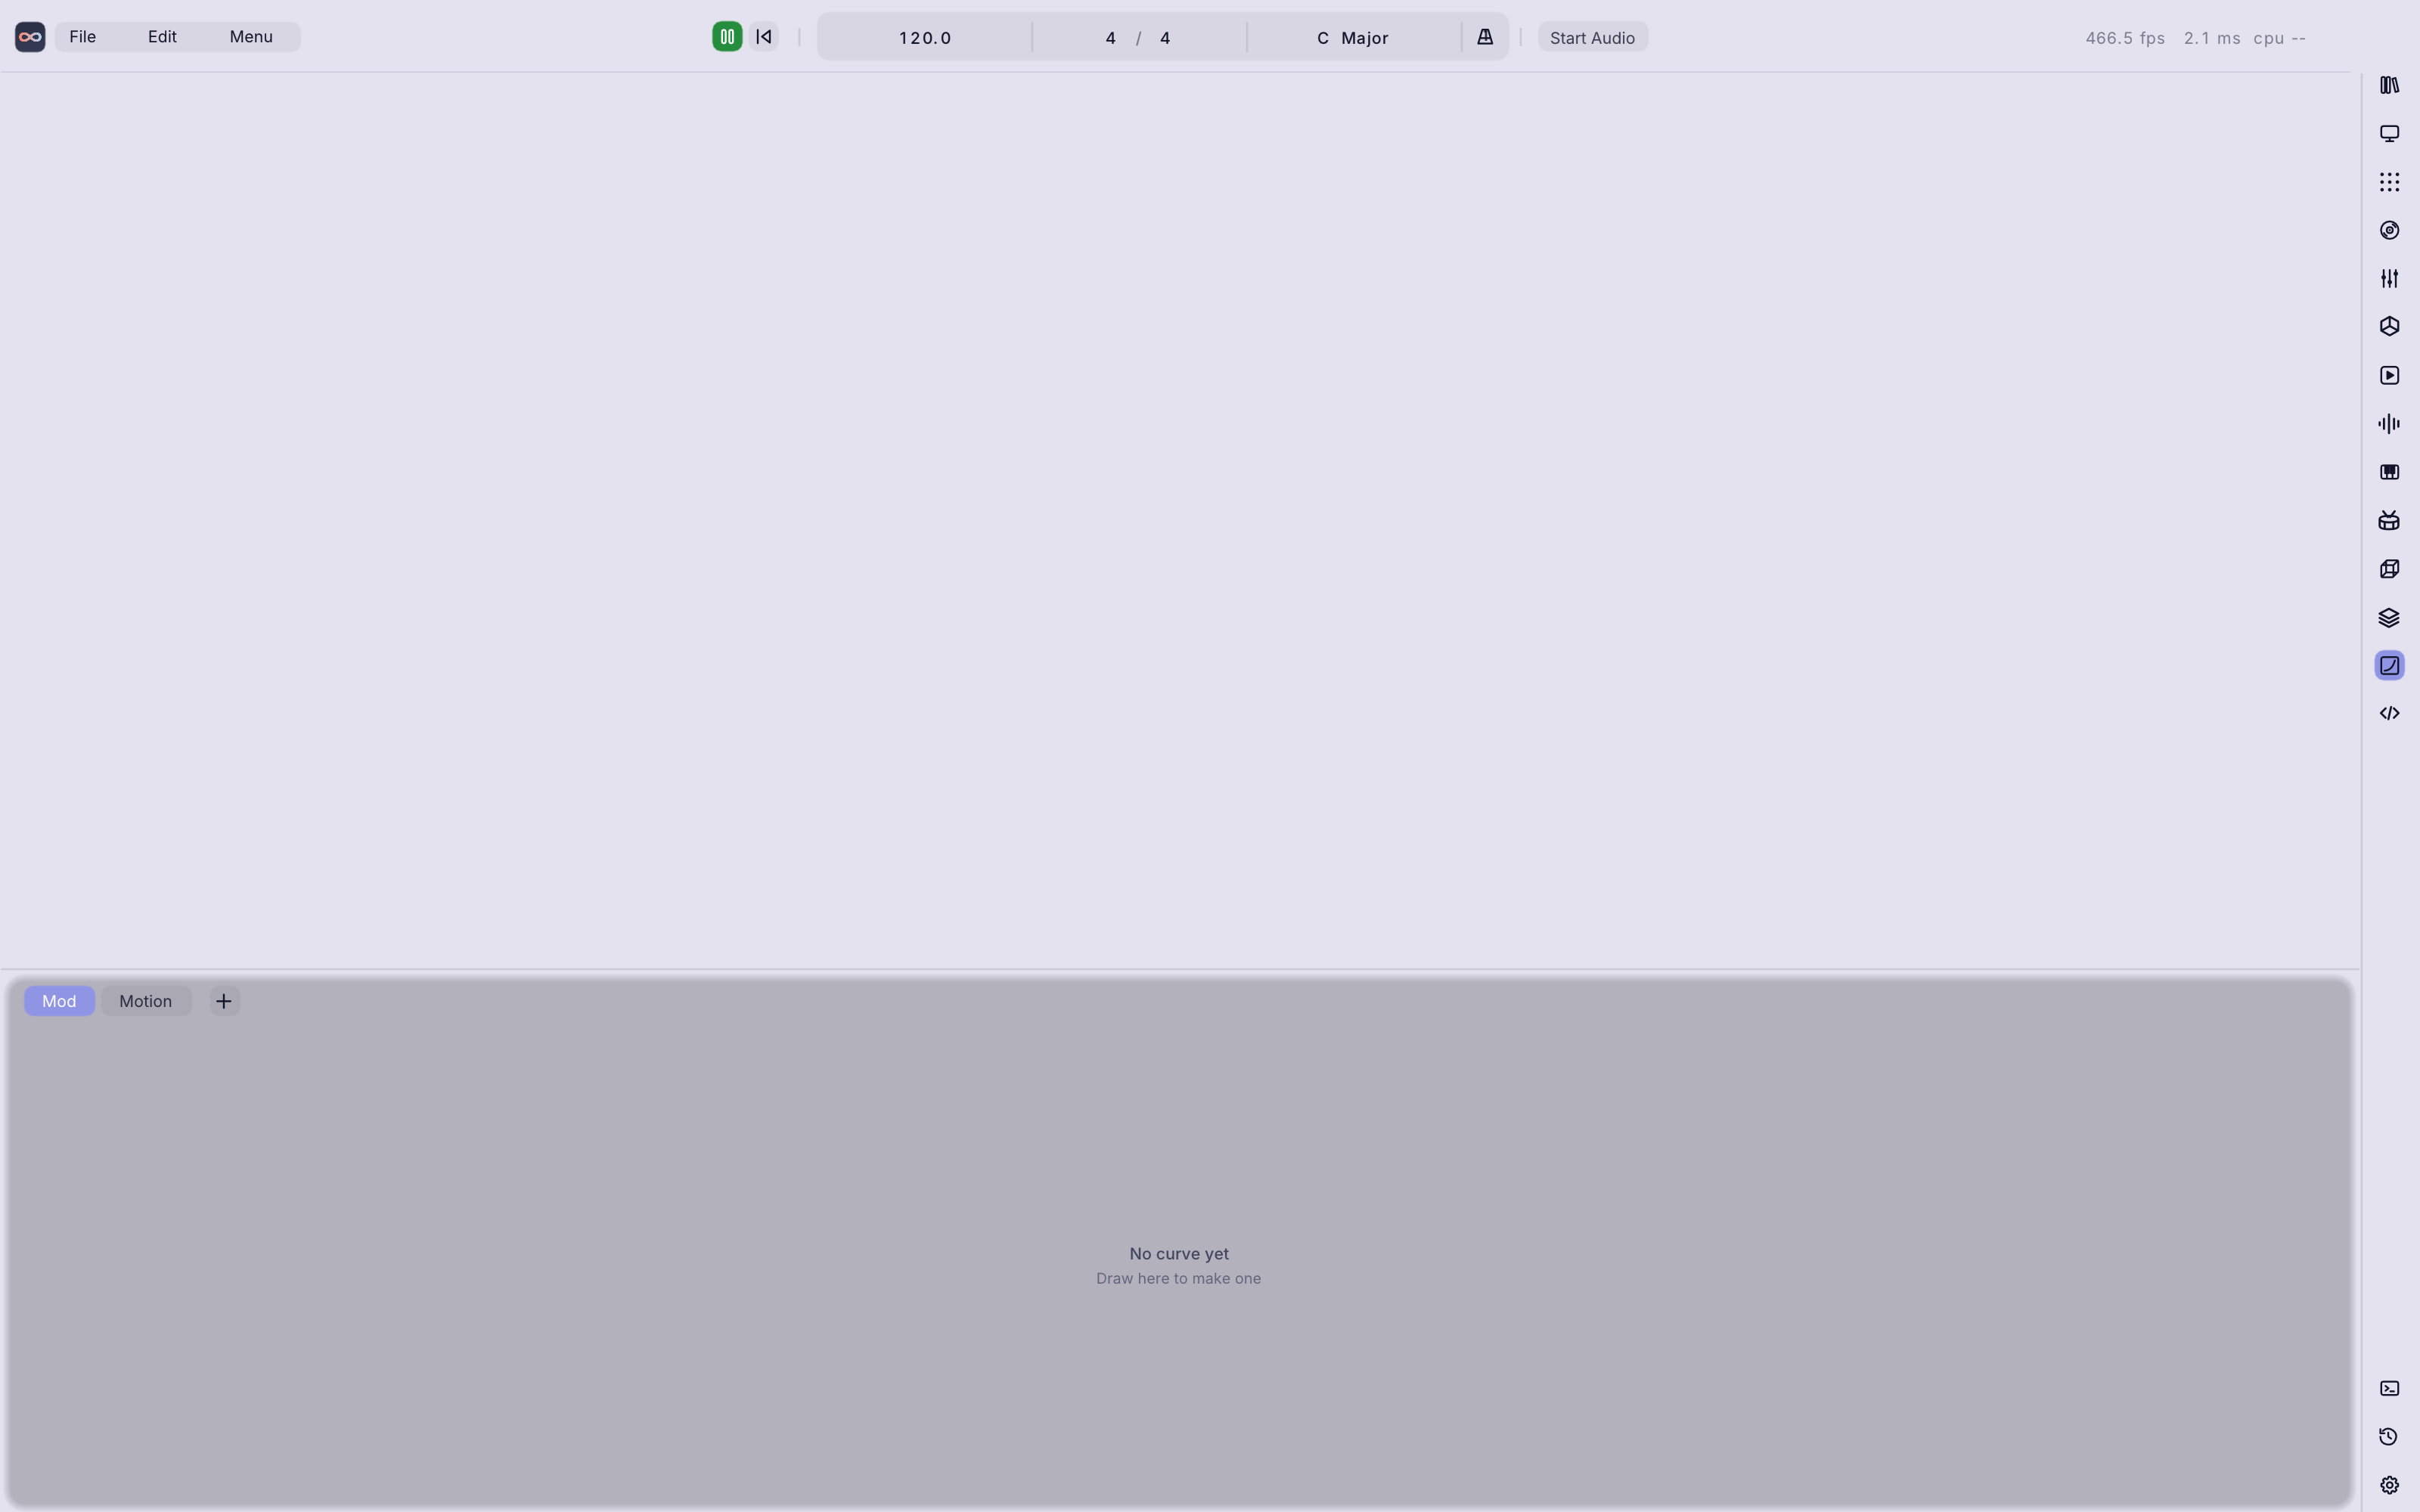 File Edit Menu
120.0
4 / 4
C Major
Start Audio
466.5 fps 2.1 ms cpu --
Mod Motion
No curve yet
Draw here to make one